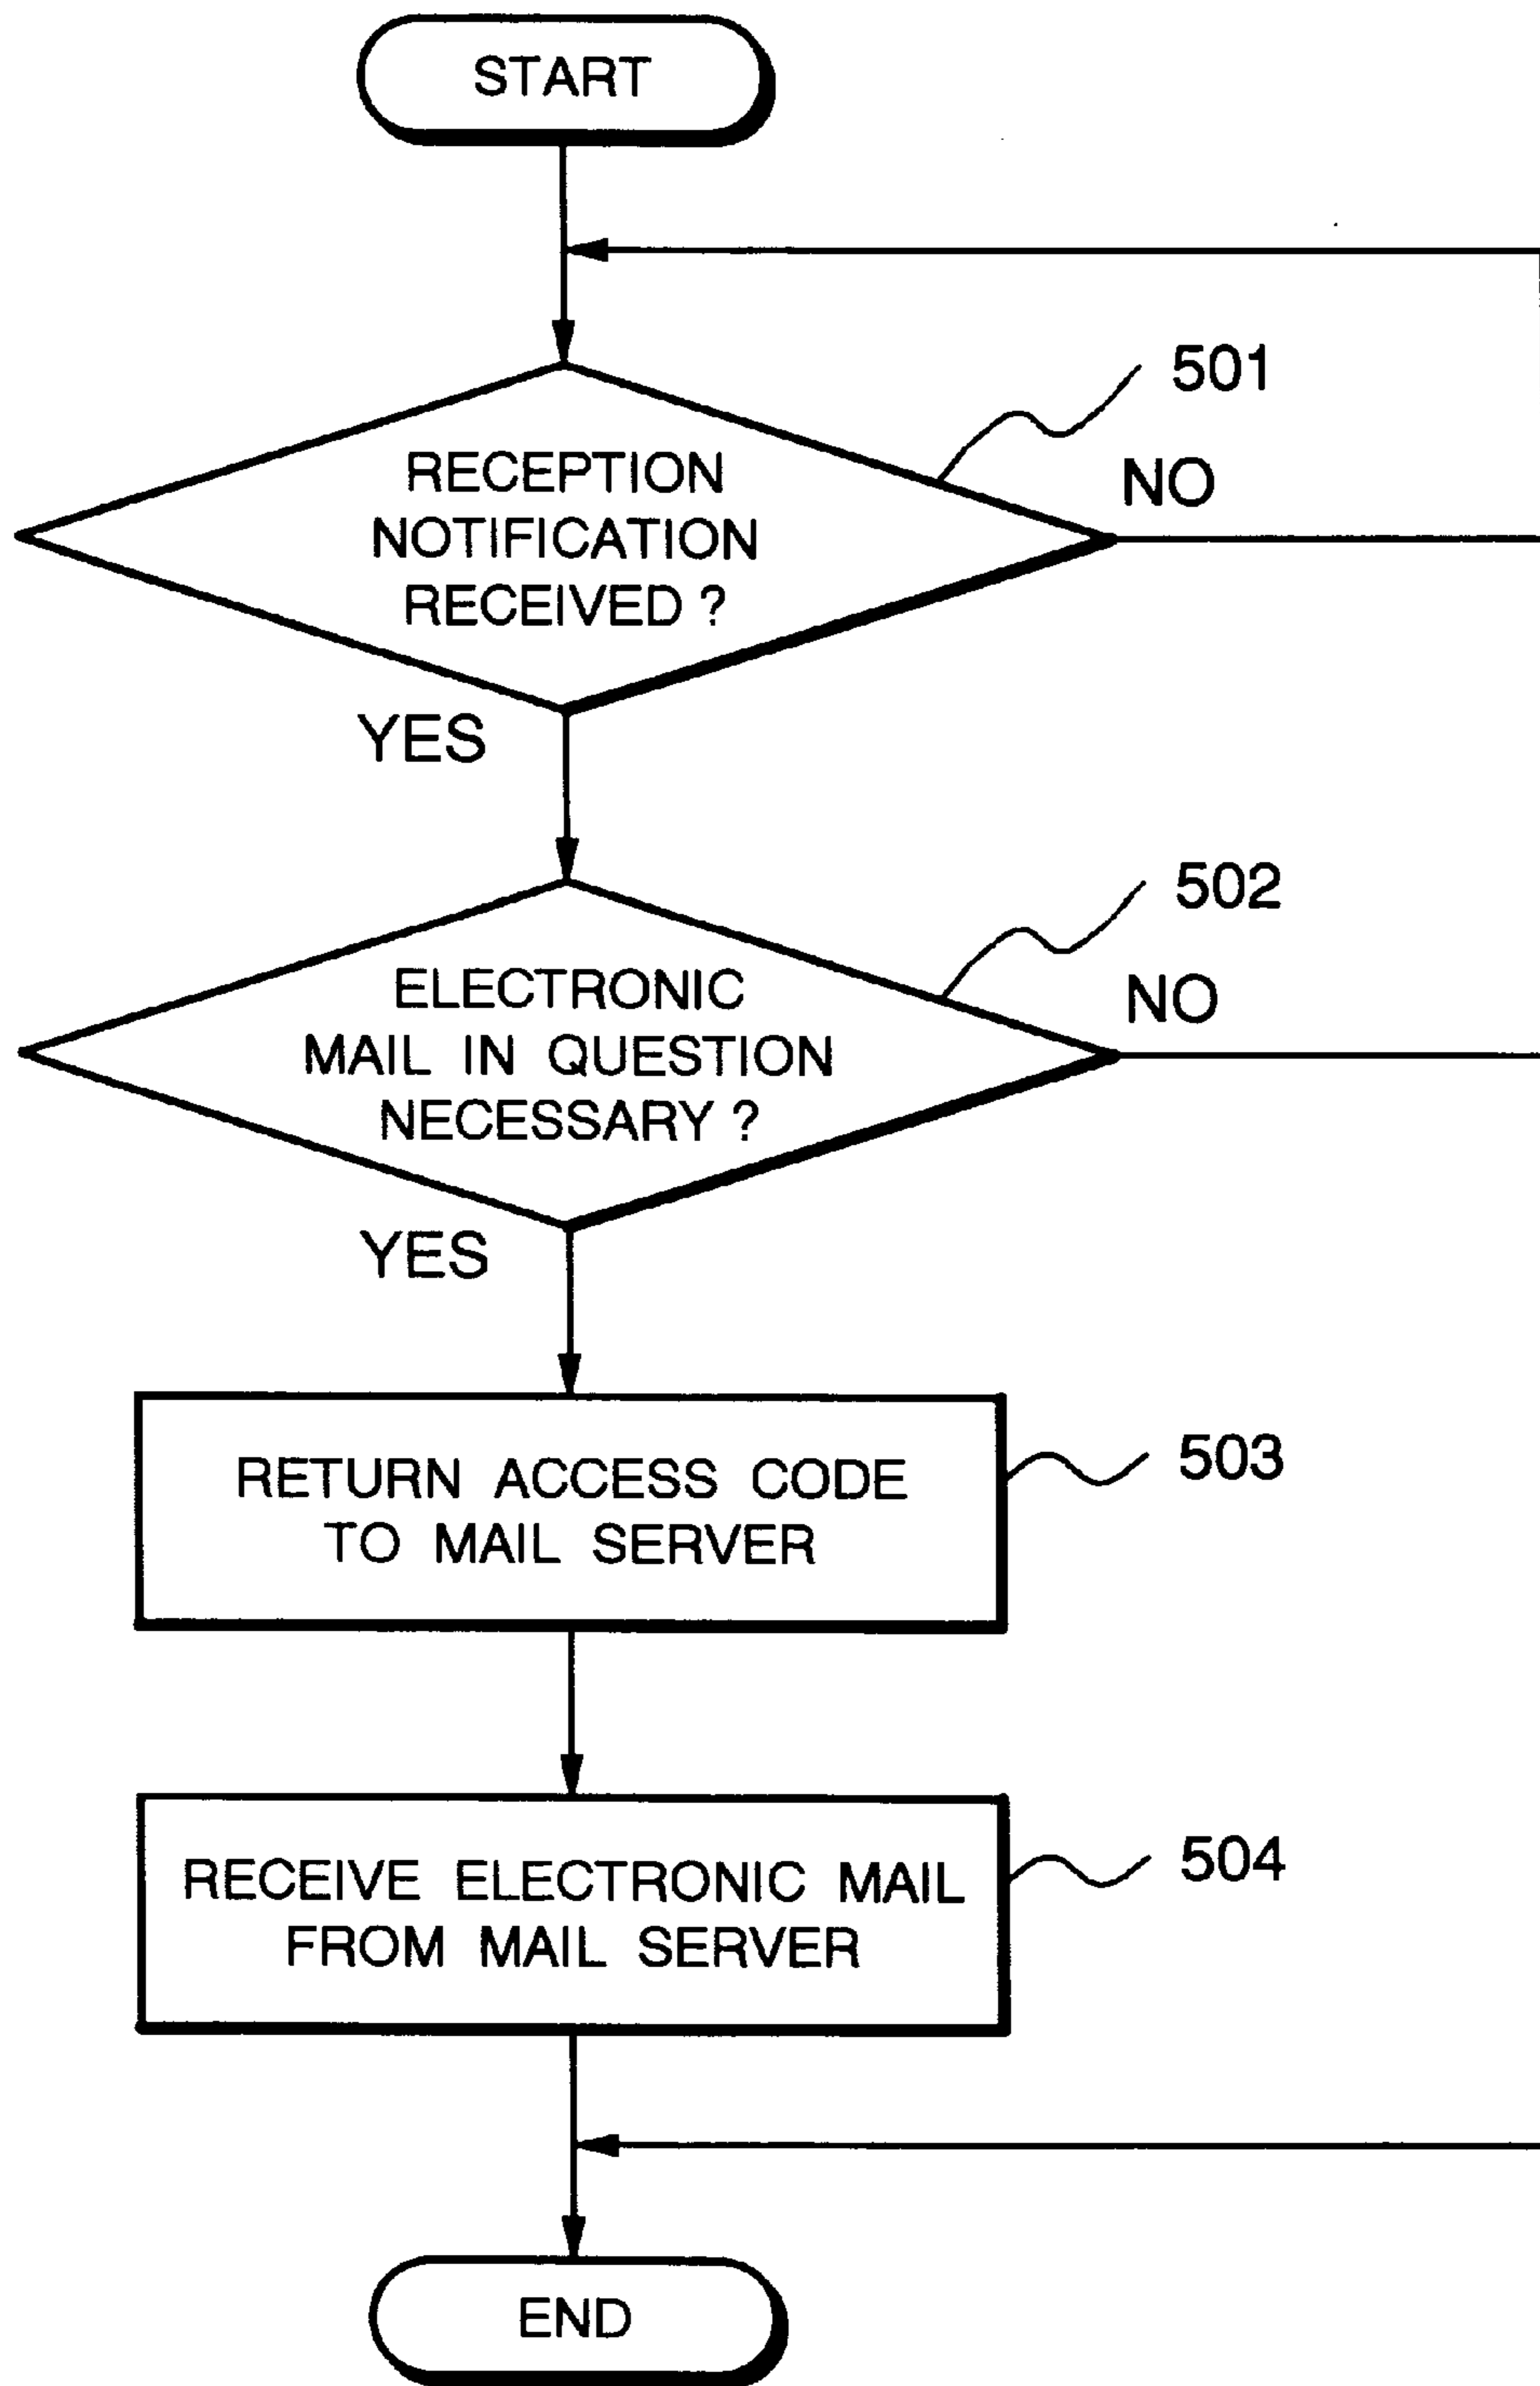 START
501
RECEPTION
NOTIFICATION
RECEIVED ?
NO
YES
502
ELECTRONIC
MAIL IN QUESTION
NECESSARY ?
NO
YES
503
RETURN ACCESS CODE
TO MAIL SERVER
504
RECEIVE ELECTRONIC MAIL
FROM MAIL SERVER
END